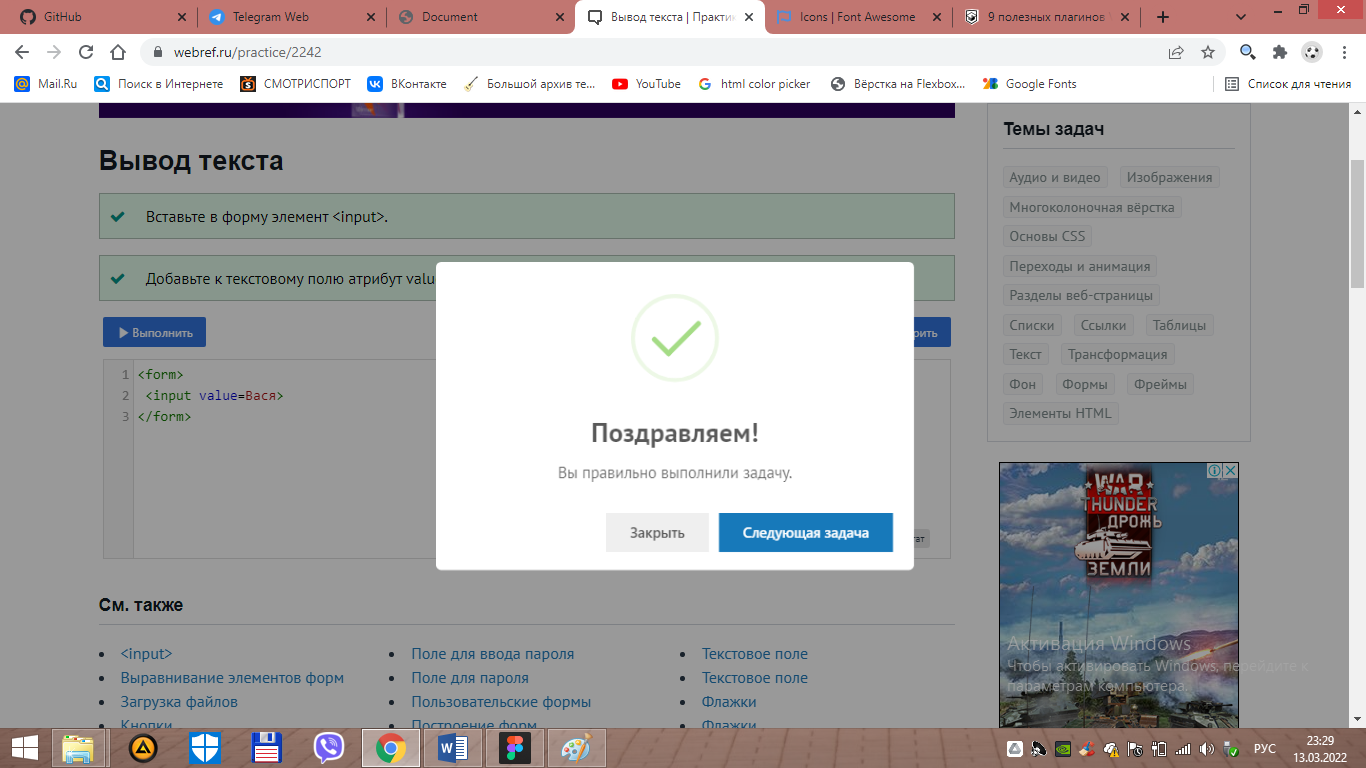 GitHub
Telegram Web
Document
Вывод текста | Практик
Icons | Font Awesome
9 полезных плагинов
webref.ru/practice/2242
Mail.Ru
Поиск в Интернете
СМОТРИСПОРТ
ВКонтакте
Большой архив те...
YouTube
html color picker
Вёрстка на Flexbox...
Google Fonts
Список для чтения
Вывод текста
Вставьте в форму элемент <input>.
Добавьте к текстовому полю атрибут valu
Выполнить
рить
1 <form>
2 <input value=Вася>
3 </form>
тат
Поздравляем!
Вы правильно выполнили задачу.
Закрыть
Следующая задача
См. также
<input>
Выравнивание элементов форм
Загрузка файлов
Кнопки
Поле для ввода пароля
Поле для пароля
Пользовательские формы
Построение форм
Текстовое поле
Текстовое поле
Флажки
Флажки
Темы задач
Аудио и видео Изображения
Многоколоночная вёрстка
Основы CSS
Переходы и анимация
Разделы веб-страницы
Списки Ссылки Таблицы
Текст Трансформация
Фон Формы Фреймы
Элементы HTML
WAR
THUNDER
ДРОЖЬ
ЗЕМЛИ
Активация Windows
Чтобы активировать Windows, перейдите к
параметрам компьютера.
РУС
23:29
13.03.2022